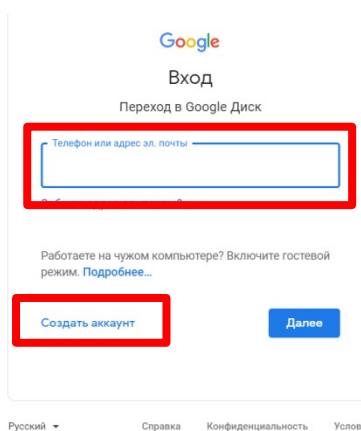 Google
Вход
Переход в Google Диск
Телефон или адрес эл. почты
Работаете на чужом компьютере? Включите гостевой
режим. Подробнее...
Создать аккаунт
Далее
Русский
Справка
Конфиденциальность
Услов